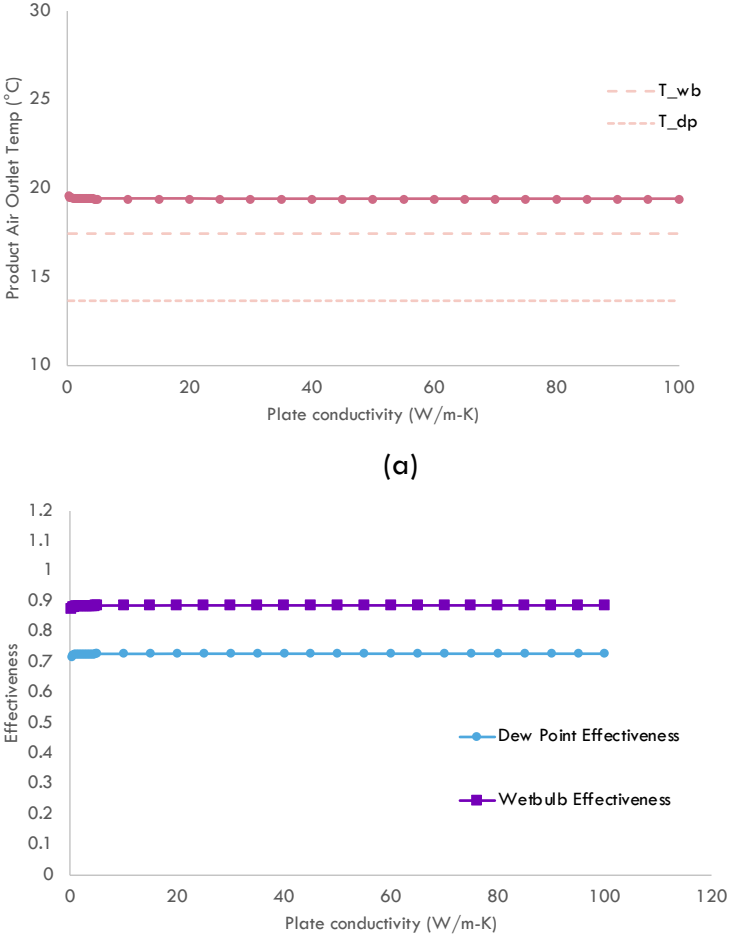 30
25
20
15
10
Product Air Outlet Temp (°C)
T_wb
T_dp
0 20 40 60 80 100
Plate conductivity (W/m-K)
(a)
1.2
1.1
1
0.9
0.8
0.7
0.6
0.5
0.4
0.3
0.2
0.1
0
Effectiveness
Dew Point Effectiveness
Wetbulb Effectiveness
0 20 40 60 80 100 120
Plate conductivity (W/m-K)